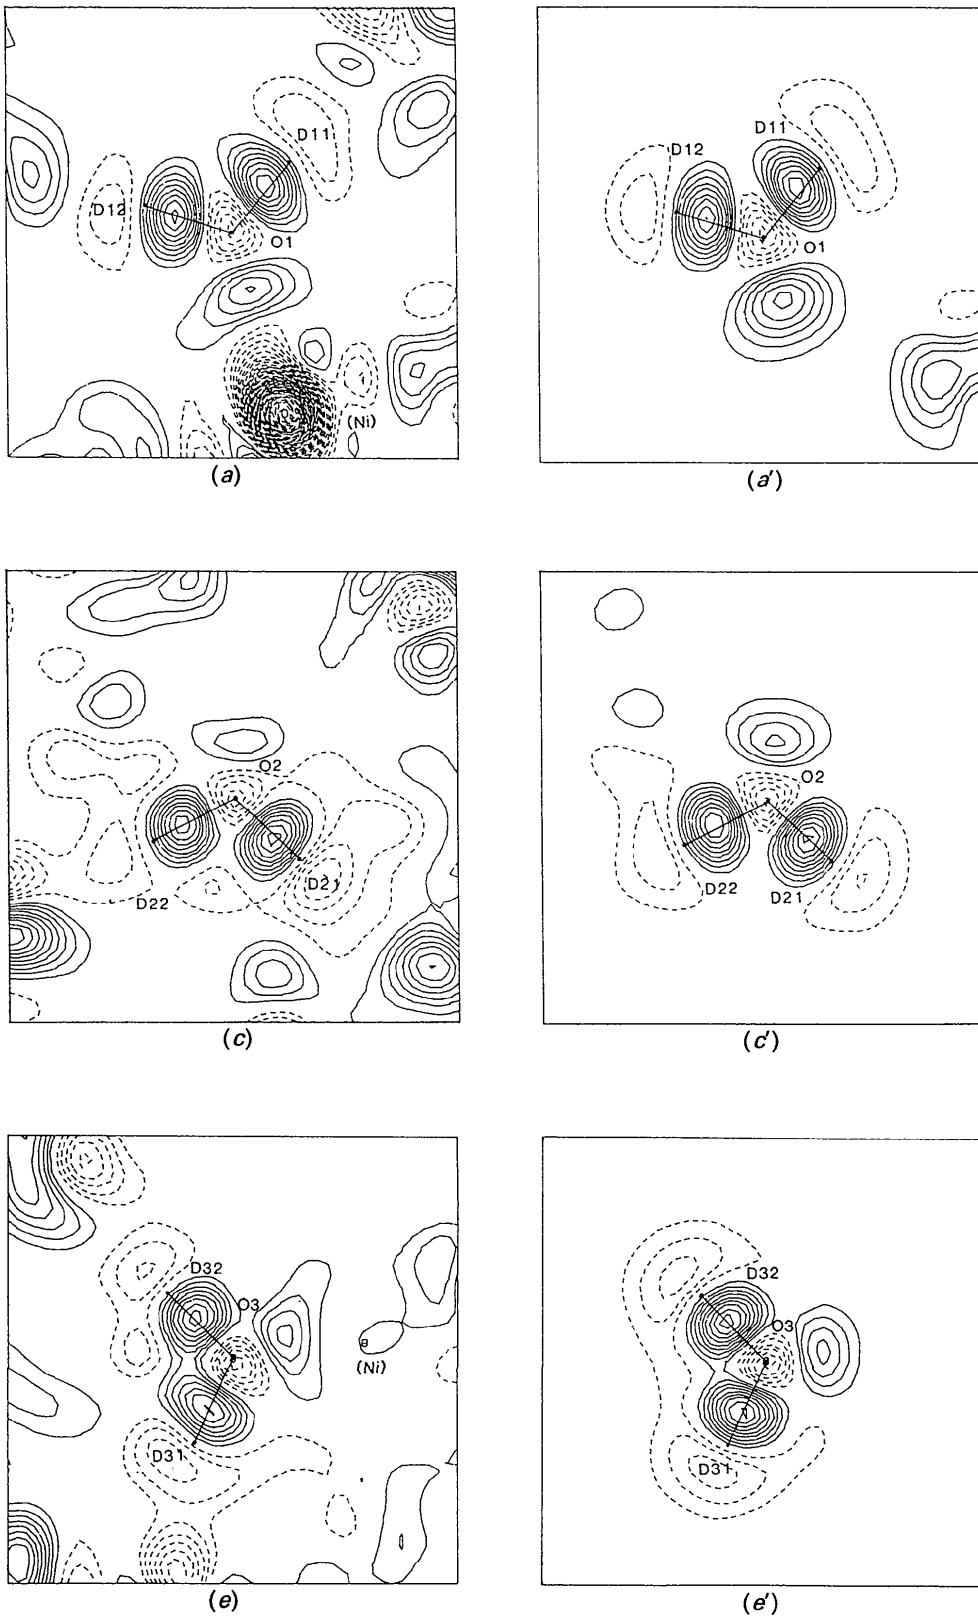 D11
D12
O1
(Ni)
(a)
D11
D12
O1
(a′)
O2
D21
D22
(c)
O2
D22
D21
(c′)
D32
O3
(Ni)
D31
(e)
D32
O3
D31
(e′)